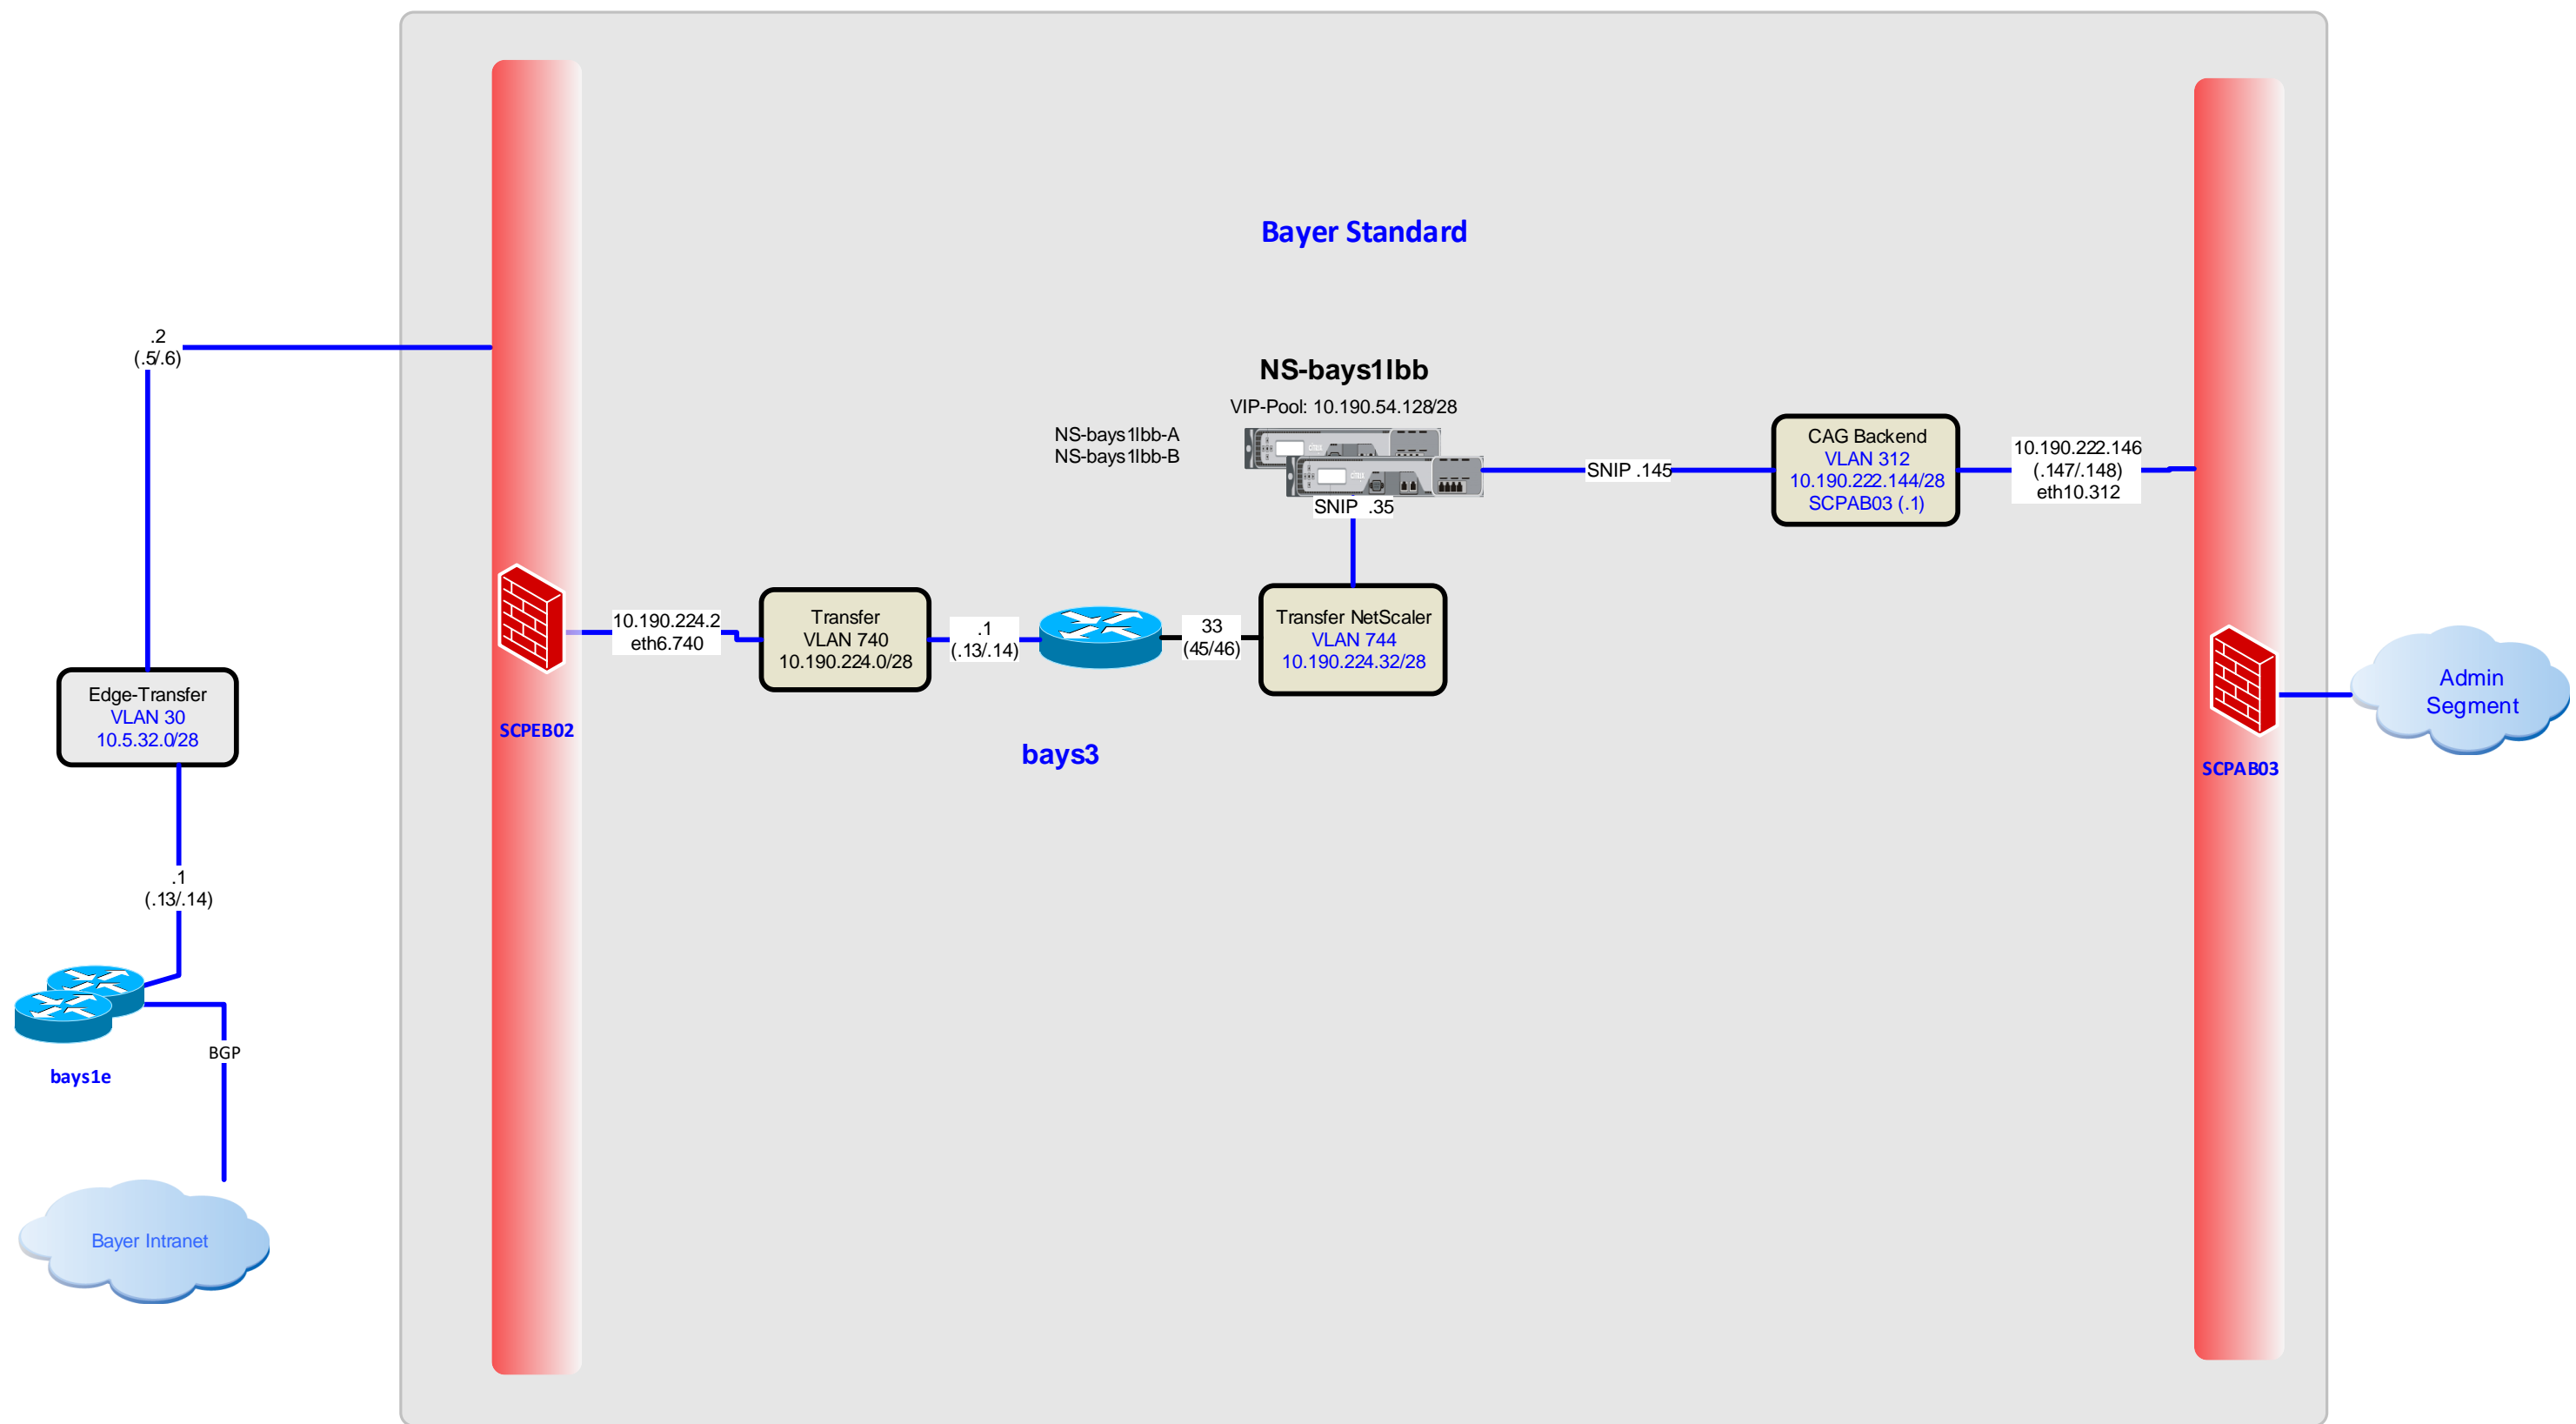 Bayer Standard
.2
(.5/.6)
NS-bays1lbb
VIP-Pool: 10.190.54.128/28
NS-bays1lbb-A
NS-bays1lbb-B
SNIP .35
SNIP .145
CAG Backend
VLAN 312
10.190.222.144/28
SCPAB03 (.1)
10.190.222.146
(.147/.148)
eth10.312
10.190.224.2
eth6.740
Transfer
VLAN 740
10.190.224.0/28
.1
(.13/.14)
33
(45/46)
Transfer NetScaler
VLAN 744
10.190.224.32/28
Edge-Transfer
VLAN 30
10.5.32.0/28
SCPEB02
bays3
SCPAB03
Admin
Segment
.1
(.13/.14)
BGP
bays1e
Bayer Intranet